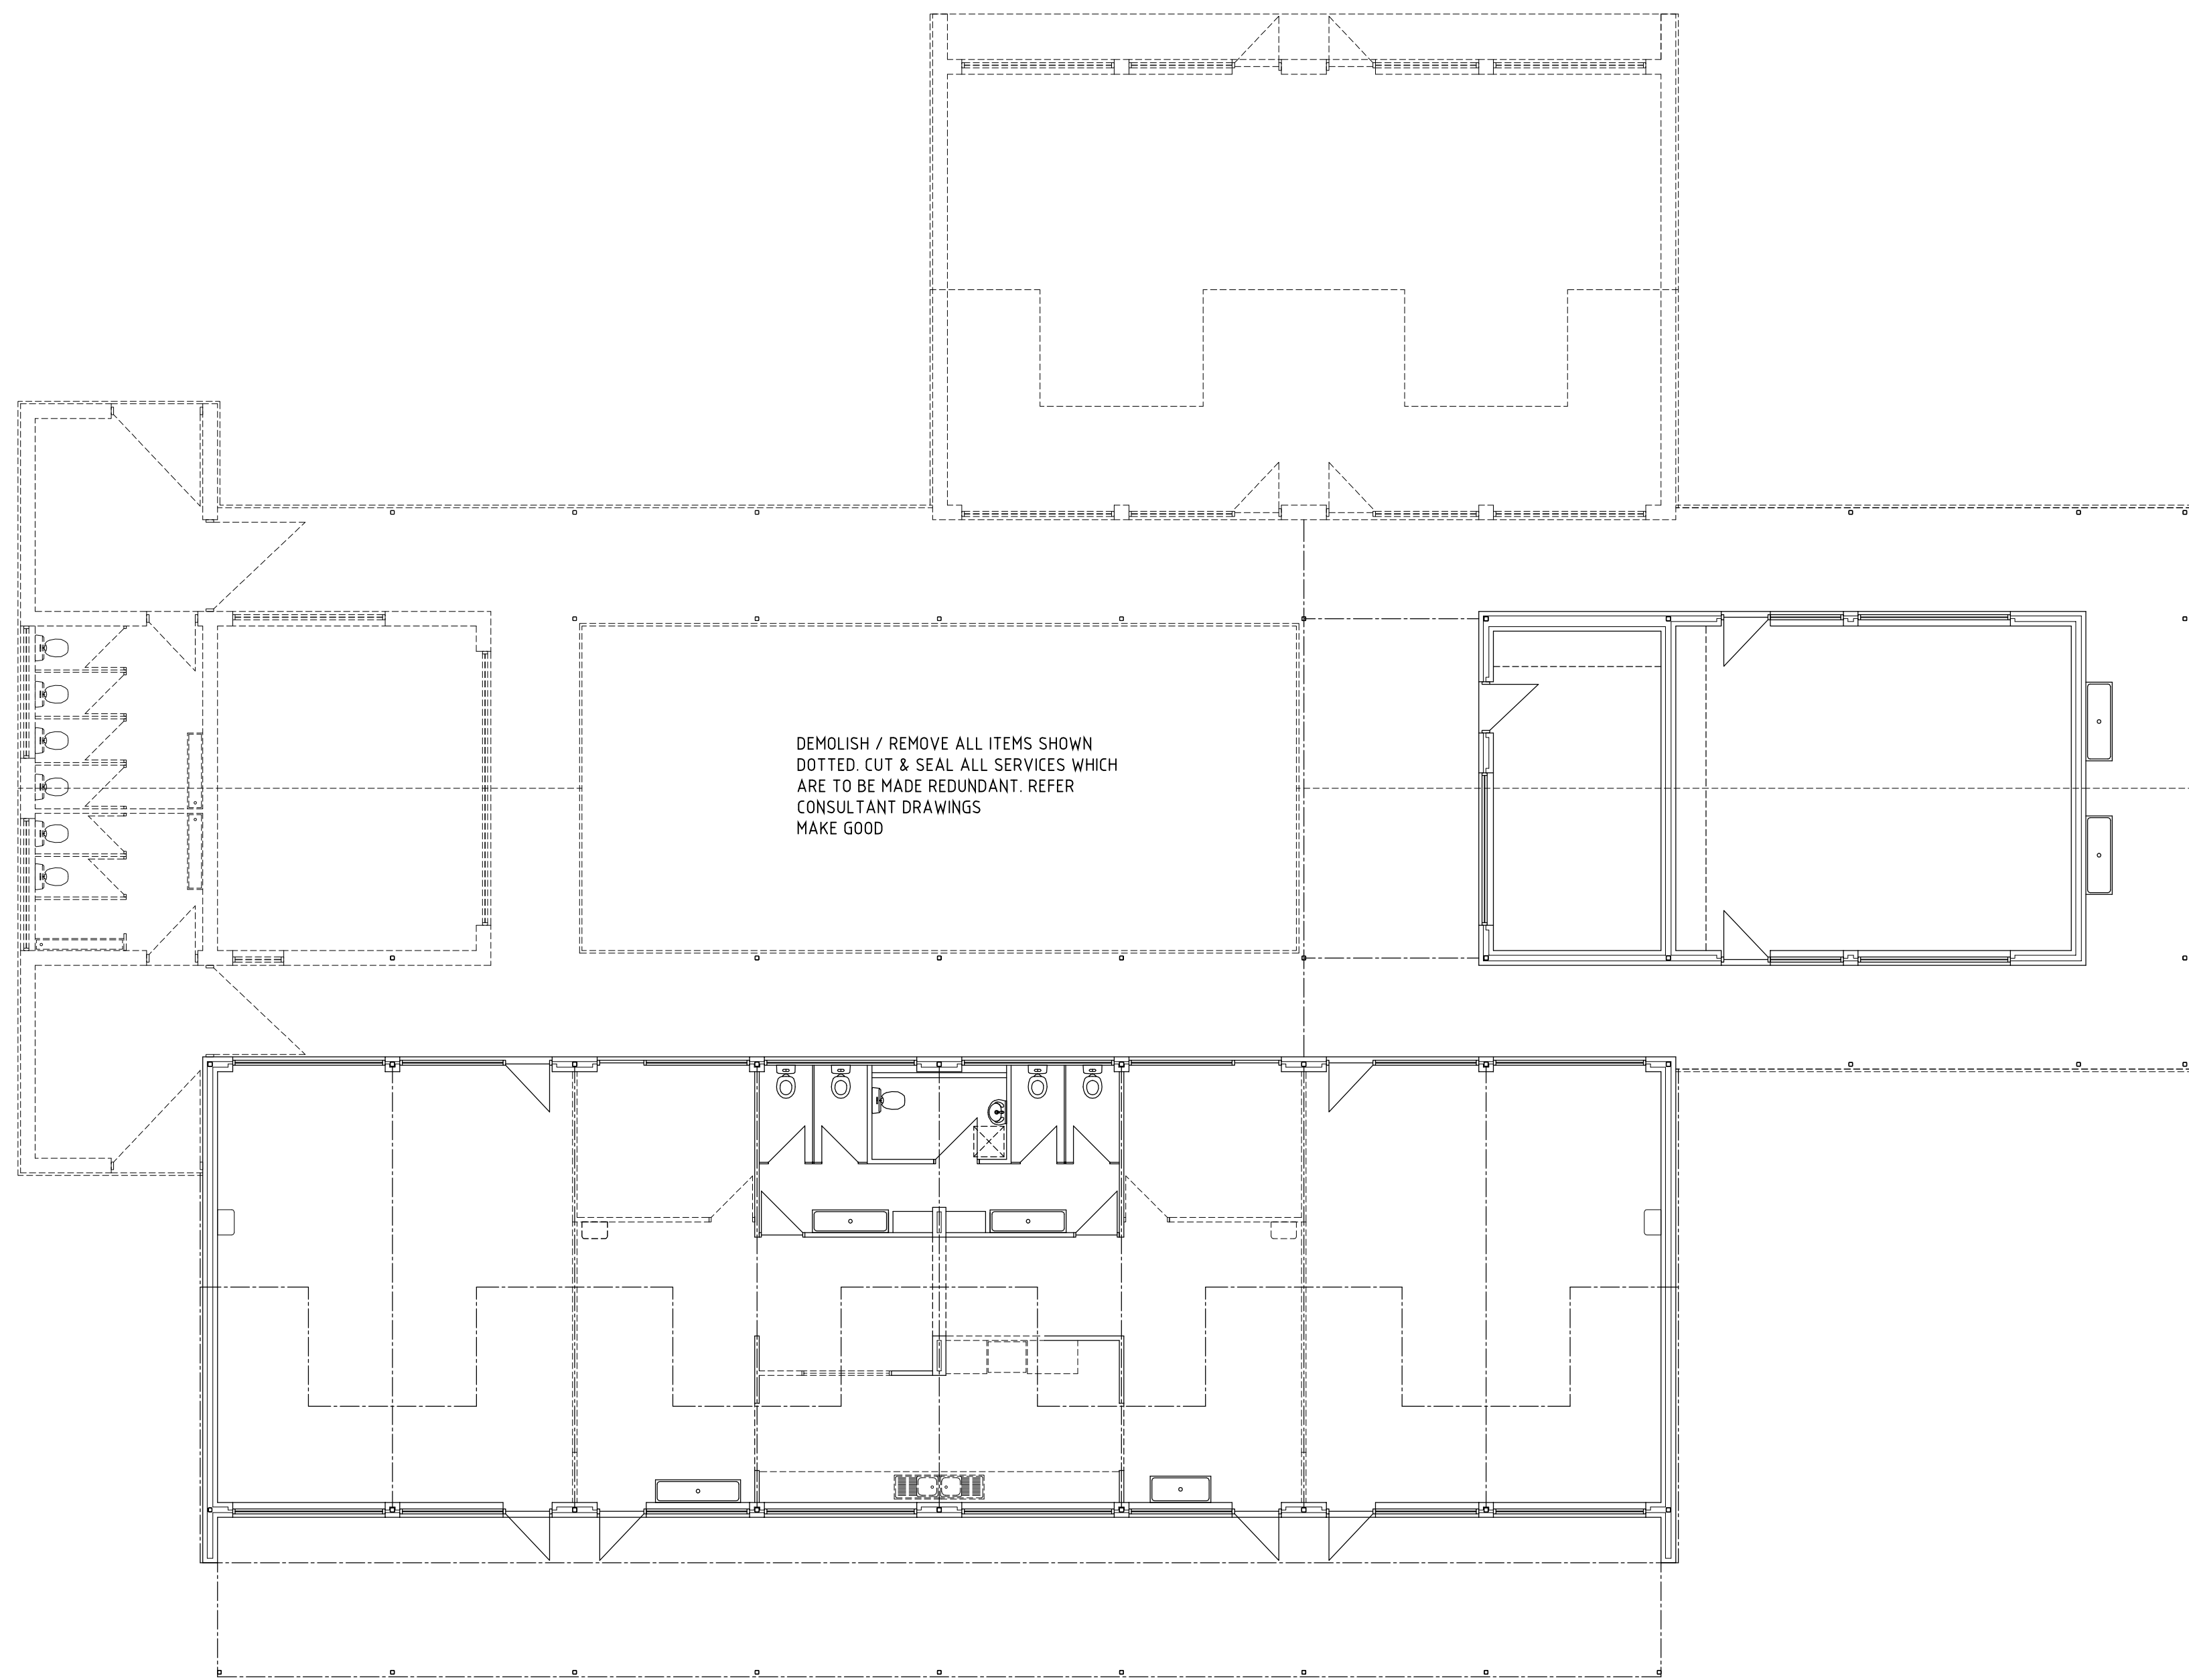 DEMOLISH / REMOVE ALL ITEMS SHOWN
DOTTED. CUT & SEAL ALL SERVICES WHICH
ARE TO BE MADE REDUNDANT. REFER
CONSULTANT DRAWINGS
MAKE GOOD